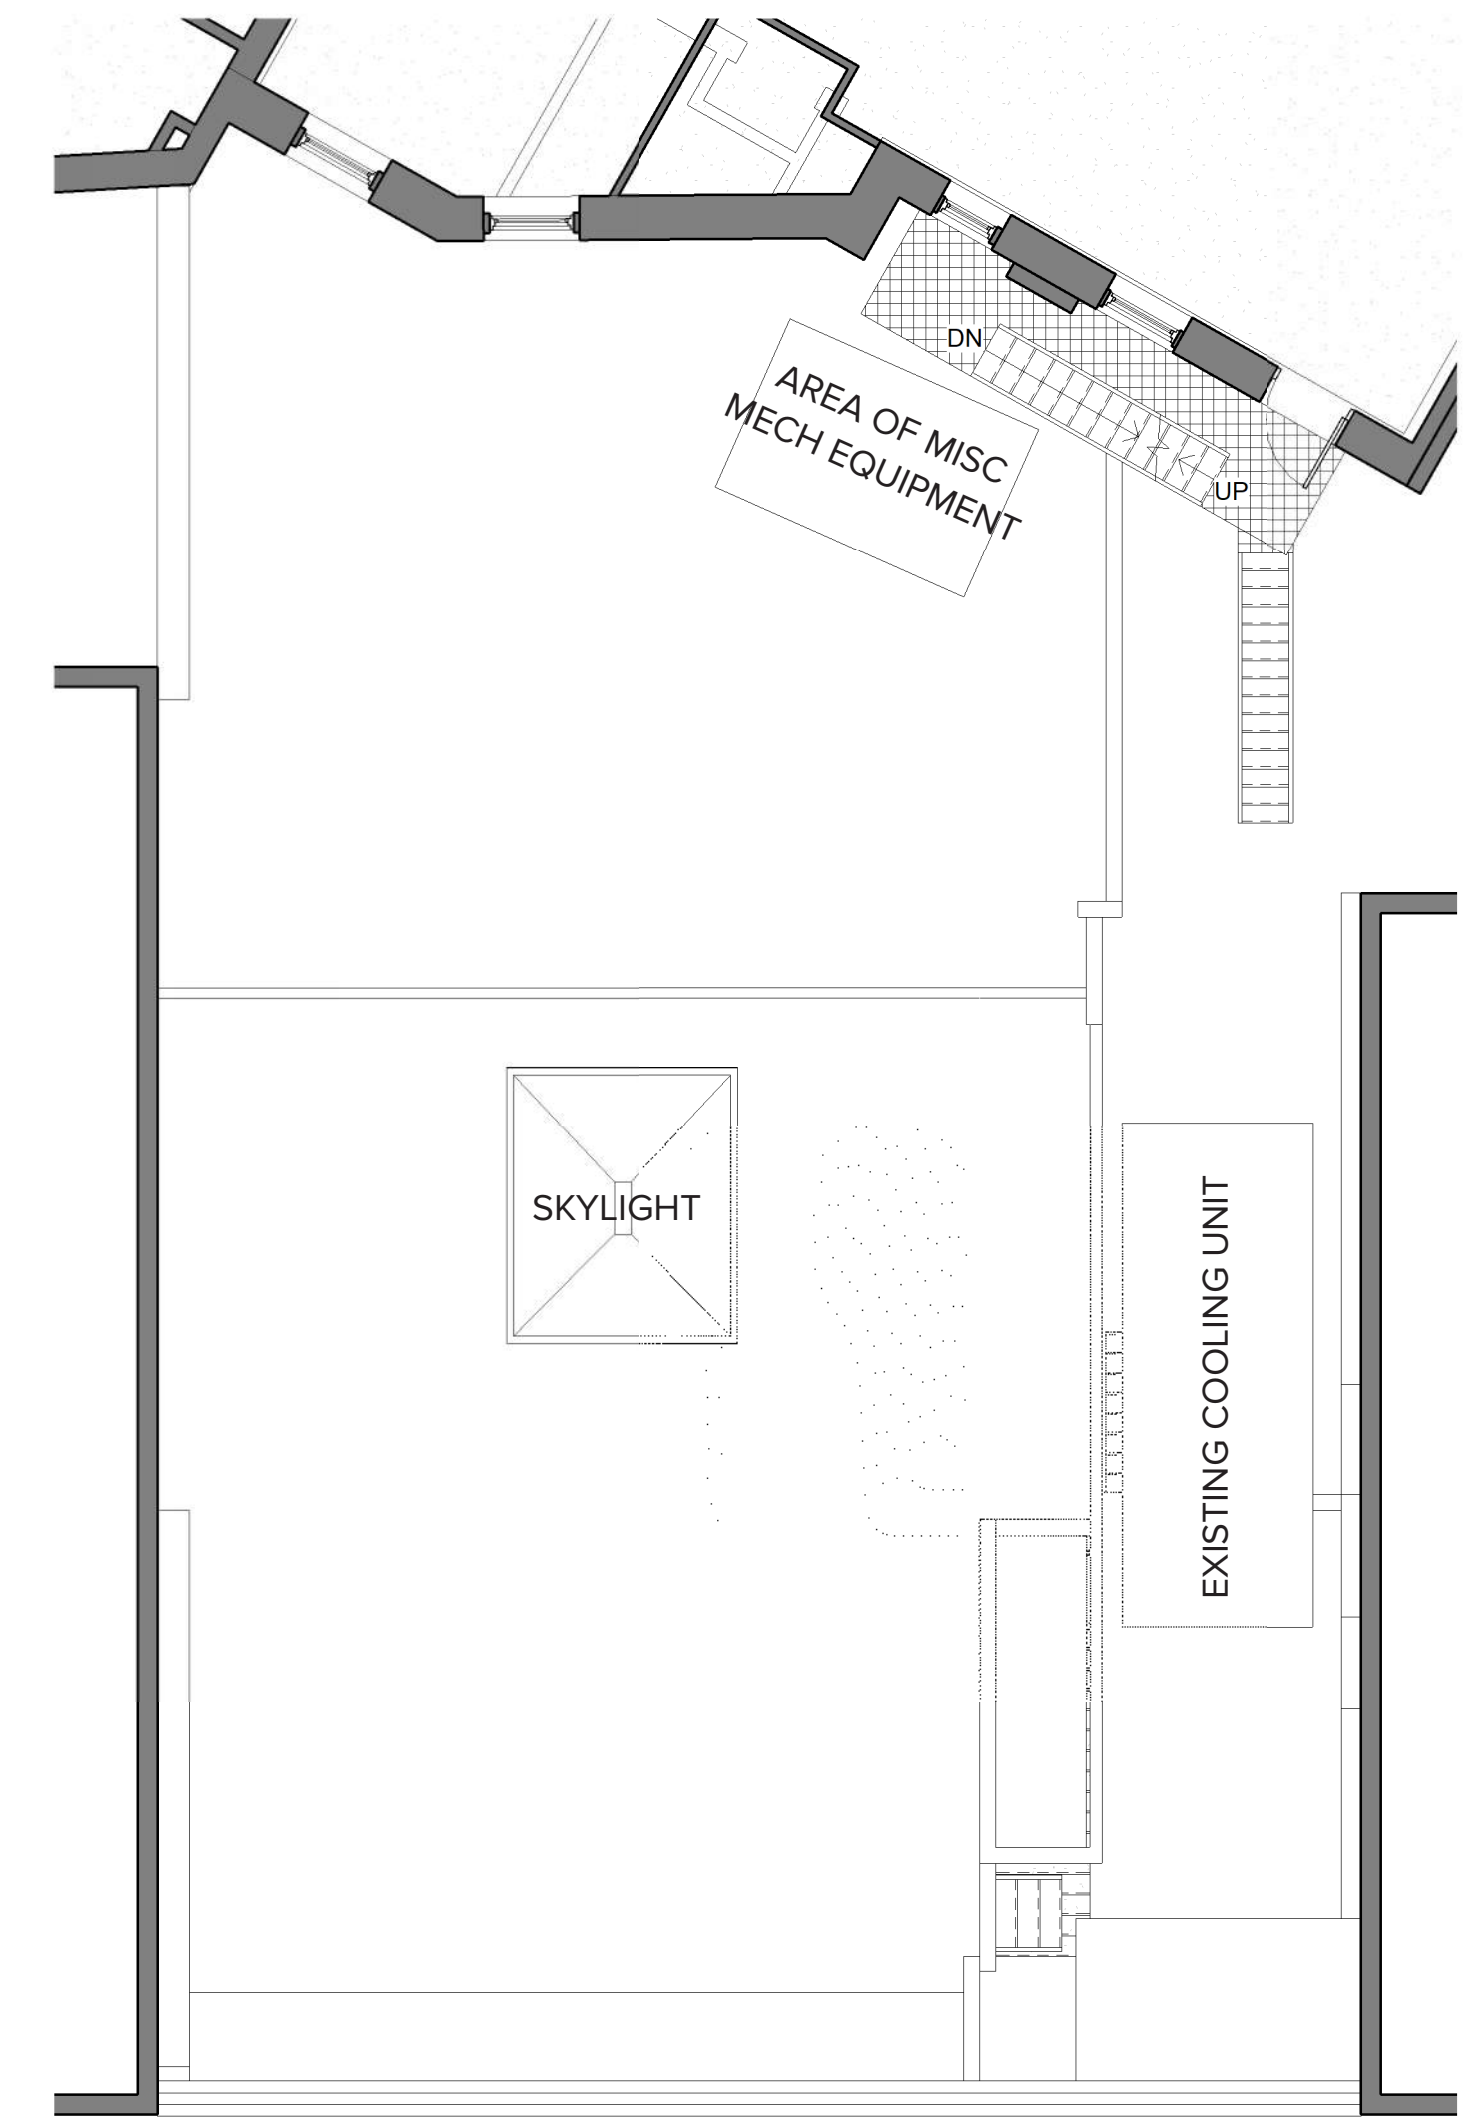 DN
AREA OF MISC
MECH EQUIPMENT
UP
SKYLIGHT
EXISTING COOLING UNIT